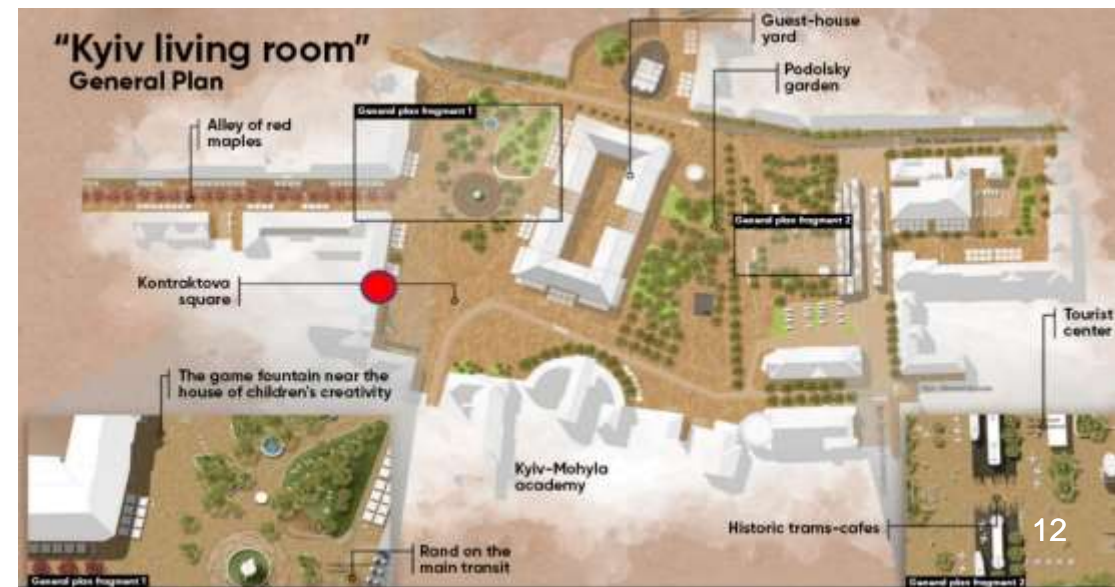 “Kyiv living room”
General Plan
Guest-house
yard
Podolsky
garden
Alley of red
maples
General plan fragment 1
General plan fragment 2
Kontraktova
square
Tourist
center
The game fountain near the
house of children's creativity
Kyiv-Mohyla
academy
Historic trams-cafes
12
Rand on the
main transit
General plan fragment 1
General plan fragment 2